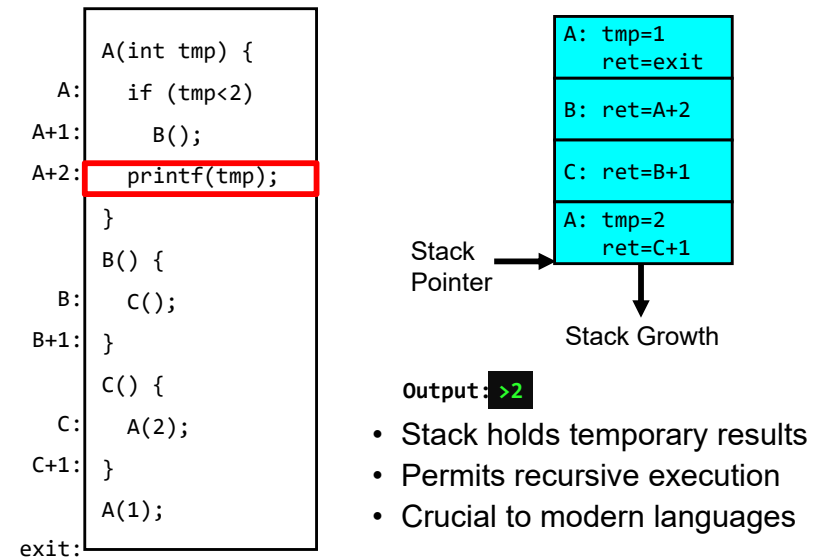 A(int tmp) {
A: if (tmp<2)
A+1: B();
A+2: printf(tmp);
}
B() {
B: C();
B+1: }
C() {
C: A(2);
C+1: }
A(1);
exit:
A: tmp=1
ret=exit
B: ret=A+2
C: ret=B+1
A: tmp=2
ret=C+1
Stack
Pointer
Stack Growth
Output: >2
• Stack holds temporary results
• Permits recursive execution
• Crucial to modern languages